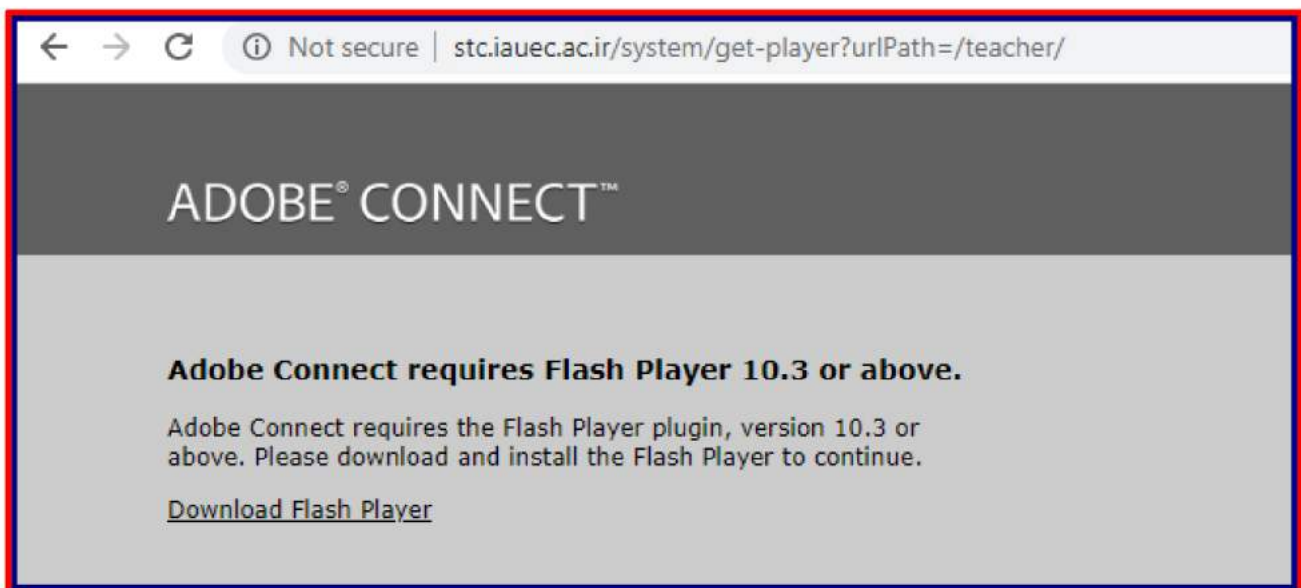 Not secure | stc.iauec.ac.ir/system/get-player?urlPath=/teacher/
ADOBE® CONNECT™
Adobe Connect requires Flash Player 10.3 or above.
Adobe Connect requires the Flash Player plugin, version 10.3 or
above. Please download and install the Flash Player to continue.
Download Flash Player